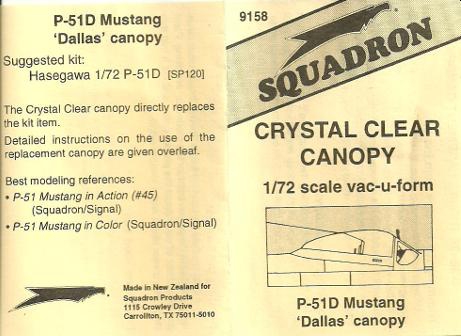 P-51D Mustang
'Dallas' canopy
Suggested kit:
Hasegawa 1/72 P-51D [SP120]
The Crystal Clear canopy directly replaces
the kit item.
Detailed instructions on the use of the
replacement canopy are given overleaf.
Best modeling references:
• P-51 Mustang in Action (#45)
(Squadron/Signal)
• P-51 Mustang in Color (Squadron/Signal)
Made in New Zealand for
Squadron Products
1115 Crowley Drive
Carrollton, TX 75011-5010
9158
SQUADRON
CRYSTAL CLEAR
CANOPY
1/72 scale vac-u-form
P-51D Mustang
'Dallas' canopy